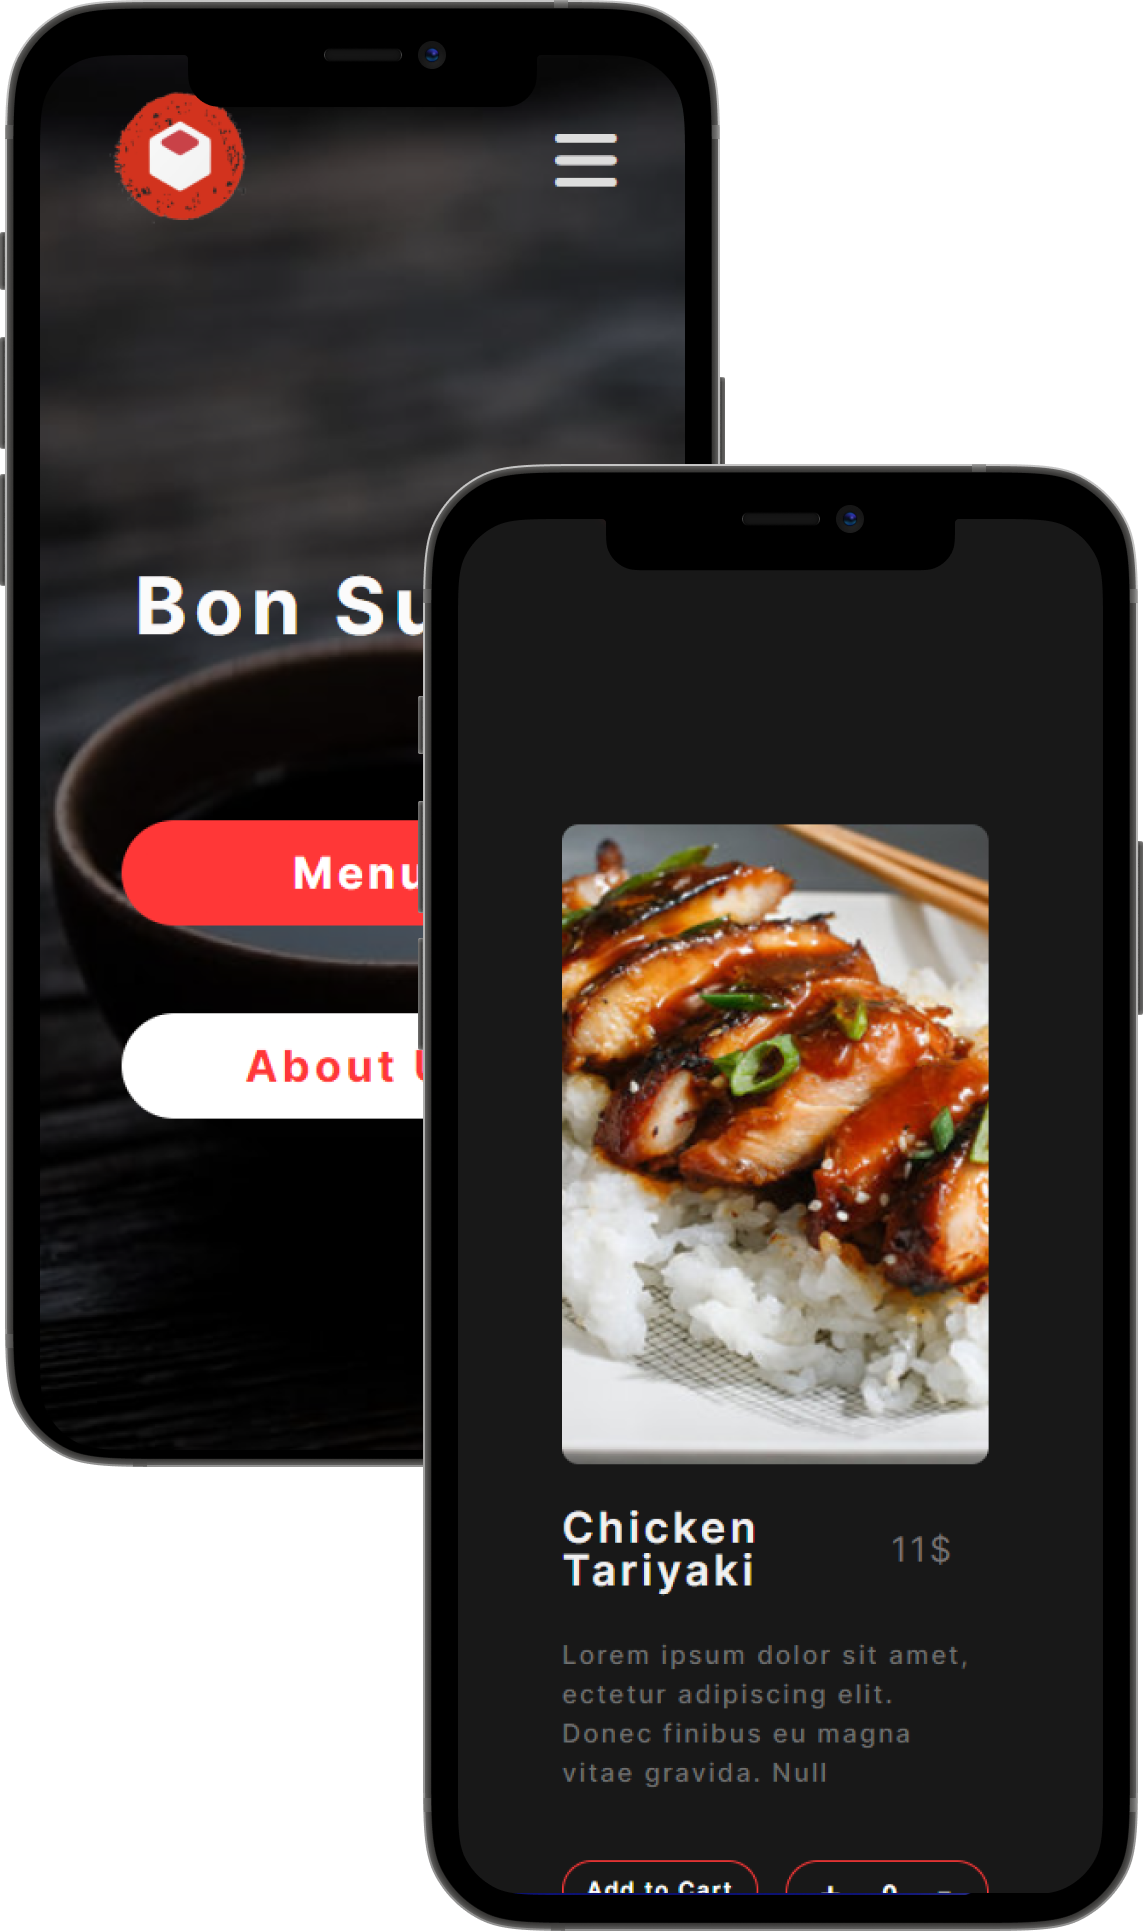 Bon Su
Menu
About U
Chicken
Tariyaki
11$
Lorem ipsum dolor sit amet,
ectetur adipiscing elit.
Donec finibus eu magna
vitae gravida. Null
Add to Cart
+ 0 -